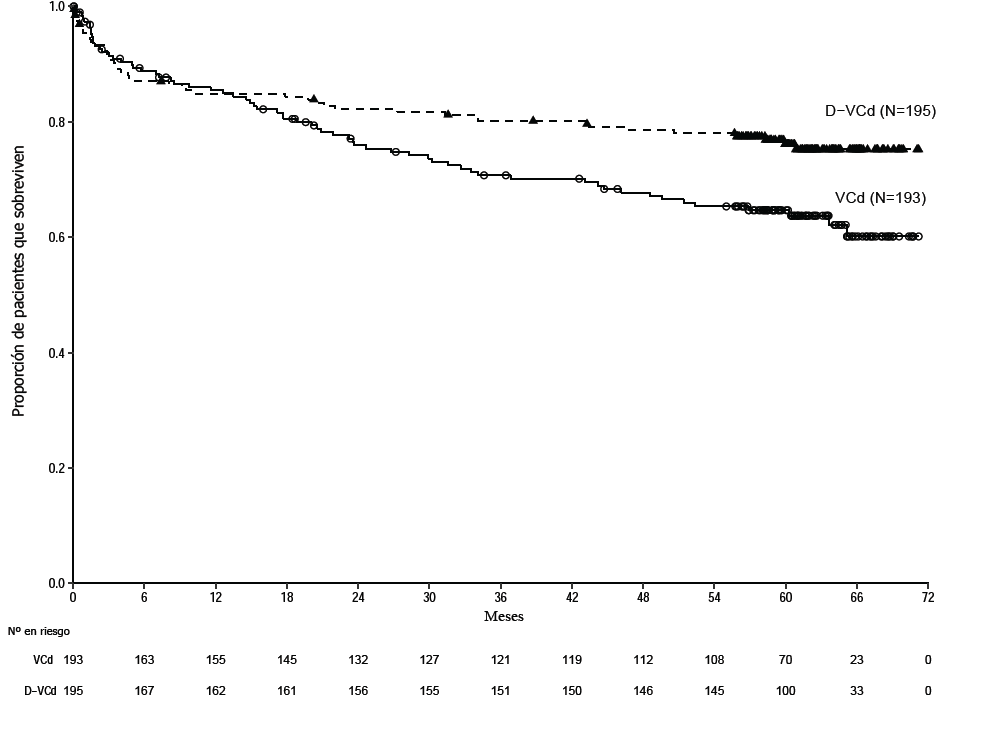 1.0
0.8
0.6
0.4
0.2
0.0
Proporción de pacientes que sobreviven
D-VCd (N=195)
VCd (N=193)
0 6 12 18 24 30 36 42 48 54 60 66 72
Meses
Nº en riesgo
VCd 193 163 155 145 132 127 121 119 112 108 70 23 0
D-VCd 195 167 162 161 156 155 151 150 146 145 100 33 0